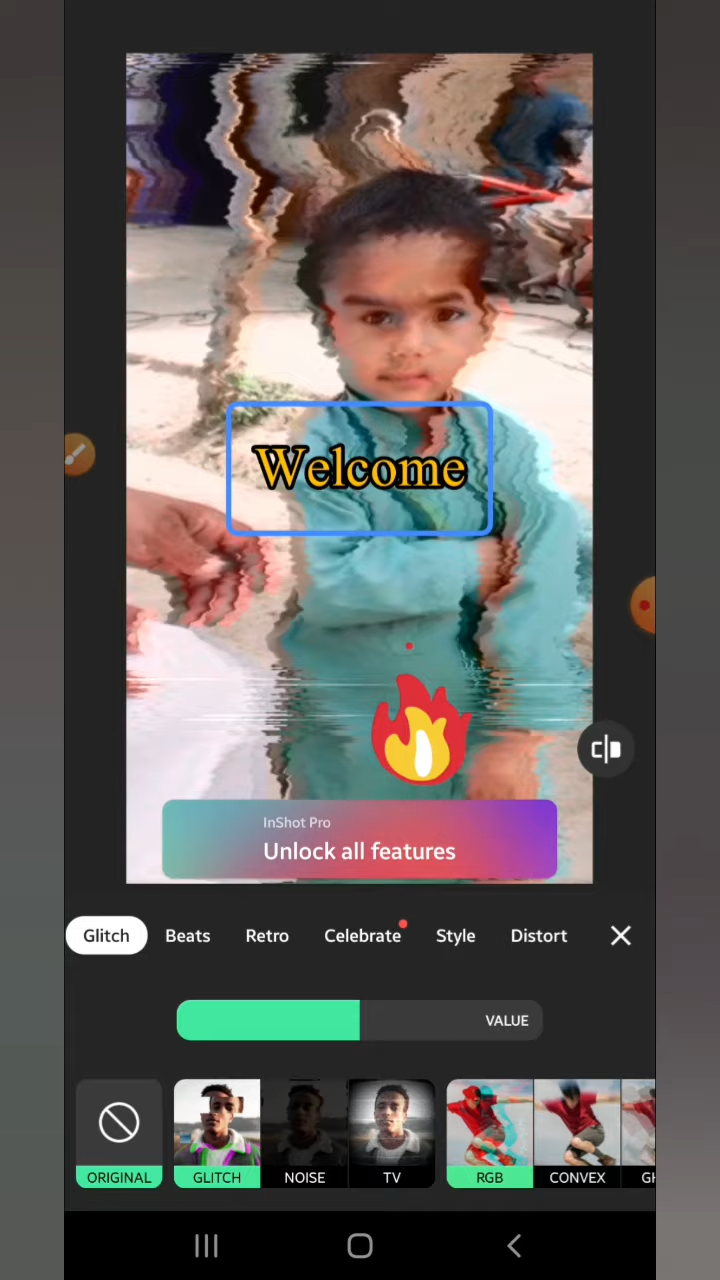 Welcome
InShot Pro
Unlock all features
Glitch Beats Retro Celebrate Style Distort
VALUE
ORIGINAL GLITCH NOISE TV RGB CONVEX